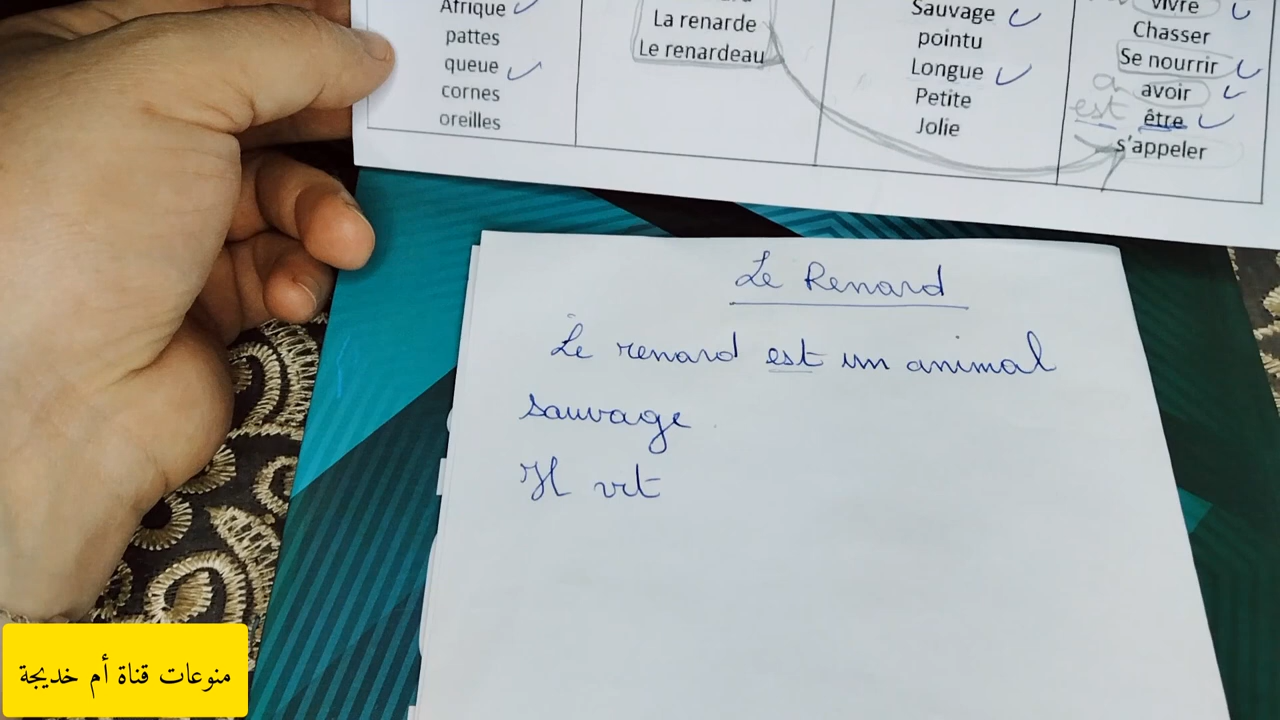 Afrique
pattes
queue
cornes
oreilles
La renarde
Le renardeau
Sauvage
pointu
Longue
Petite
Jolie
vivre
Chasser
Se nourrir
a avoir
est être
s'appeler
Le Renard
Le renard est un animal
sauvage
Il vit
منوعات قناة أم خديجة